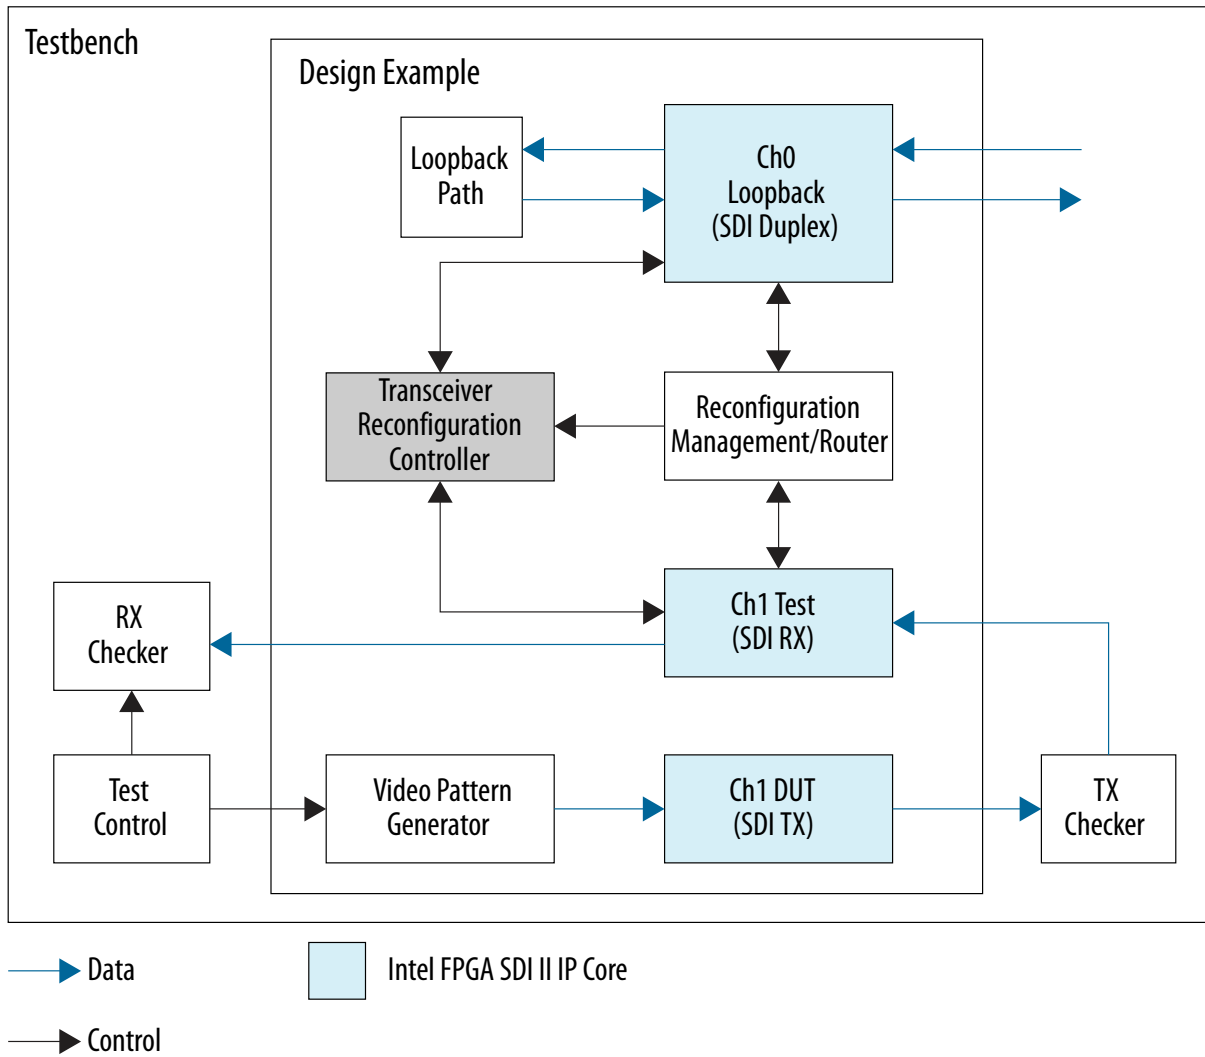 Testbench
Design Example
Loopback
Path
Ch0
Loopback
(SDI Duplex)
Transceiver
Reconfiguration
Controller
Reconfiguration
Management/Router
RX
Checker
Ch1 Test
(SDI RX)
Test
Control
Video Pattern
Generator
Ch1 DUT
(SDI TX)
TX
Checker
Data
Intel FPGA SDI II IP Core
Control